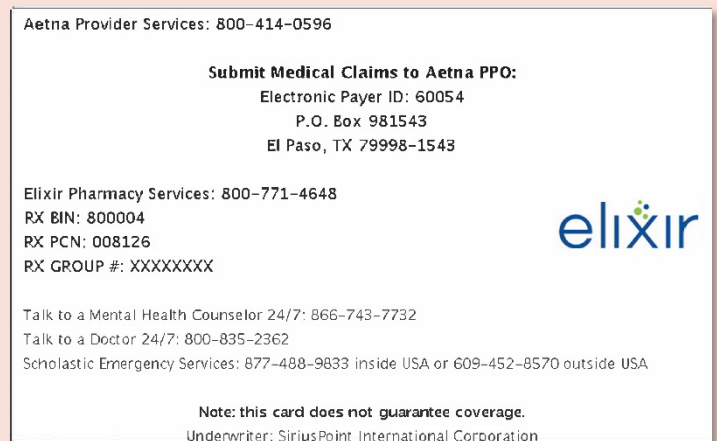 Aetna Provider Services: 800-414-0596
Submit Medical Claims to Aetna PPO:
Electronic Payer ID: 60054
P.O. Box 981543
El Paso, TX 79998-1543
Elixir Pharmacy Services: 800-771-4648
RX BIN: 800004
RX PCN: 008126
RX GROUP #: XXXXXXXX
elixir
Talk to a Mental Health Counselor 24/7: 866-743-7732
Talk to a Doctor 24/7: 800-835-2362
Scholastic Emergency Services: 877-488-9833 inside USA or 609-452-8570 outside USA
Note: this card does not guarantee coverage.
Underwriter: SiriusPoint International Corporation